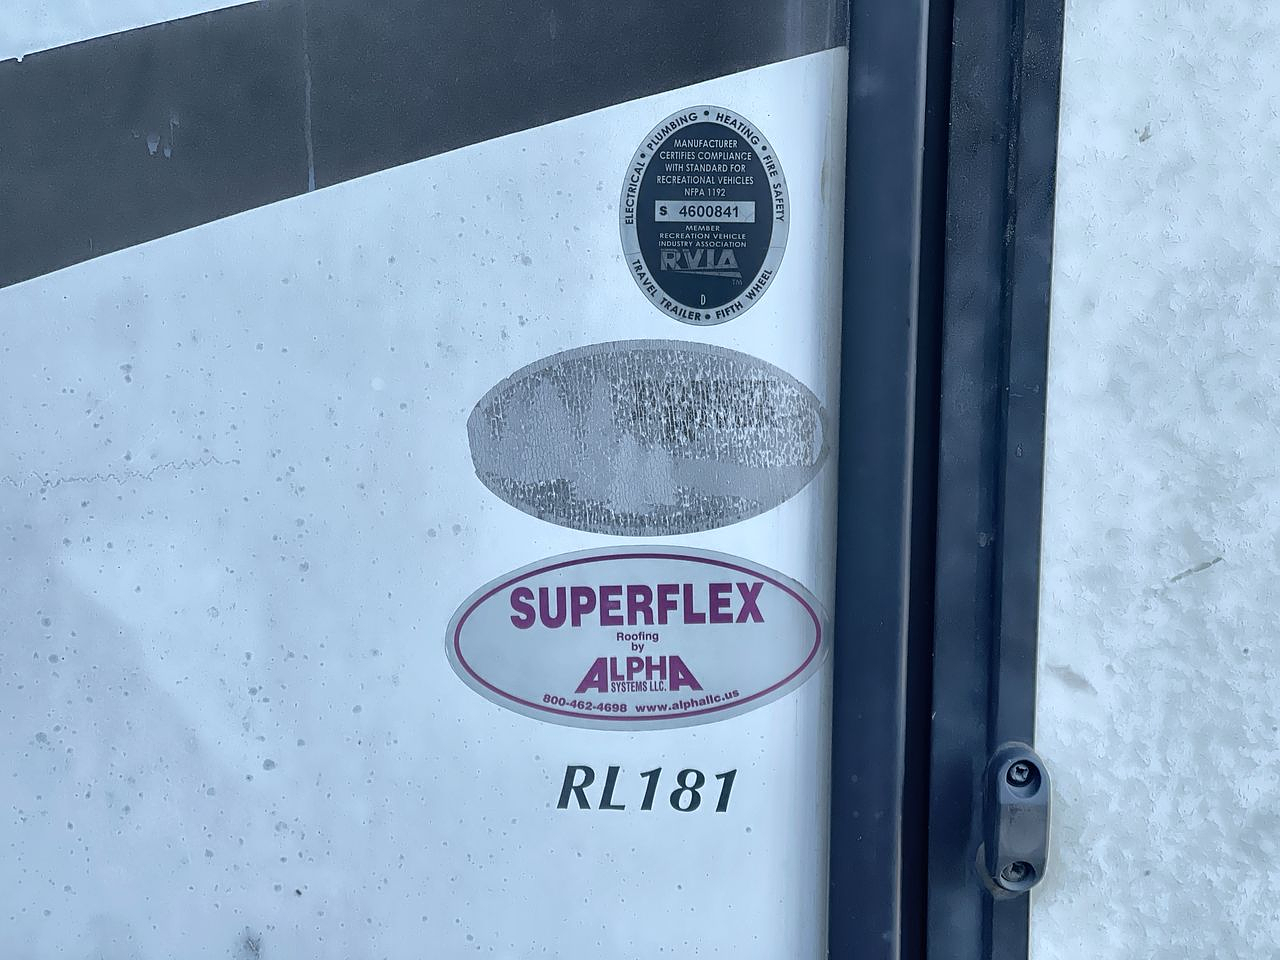 ELECTRICAL • PLUMBING • HEATING • FIRE SAFETY
MANUFACTURER
CERTIFIES COMPLIANCE
WITH STANDARD FOR
RECREATIONAL VEHICLES
NFPA 1192
S 4600841
MEMBER
RECREATION VEHICLE
INDUSTRY ASSOCIATION
RVIA
TM
D
TRAVEL TRAILER • FIFTH WHEEL
SUPERFLEX
Roofing
by
ALPHA
SYSTEMS LLC.
800-462-4698 www.alphallc.us
RL181